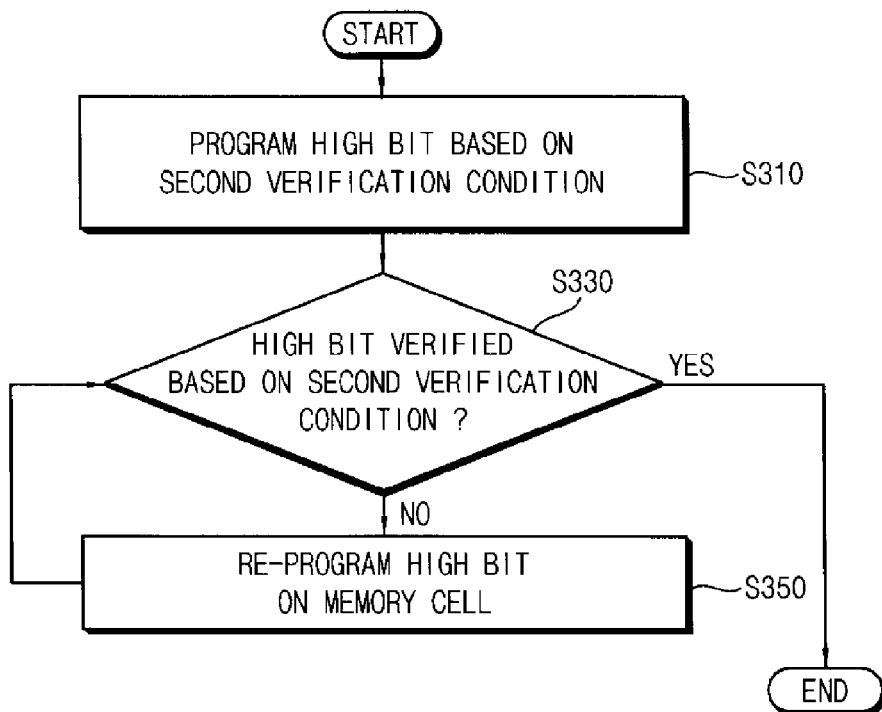 START
PROGRAM HIGH BIT BASED ON
SECOND VERIFICATION CONDITION
S310
S330
HIGH BIT VERIFIED
BASED ON SECOND VERIFICATION
CONDITION ?
YES
NO
RE-PROGRAM HIGH BIT
ON MEMORY CELL
S350
END